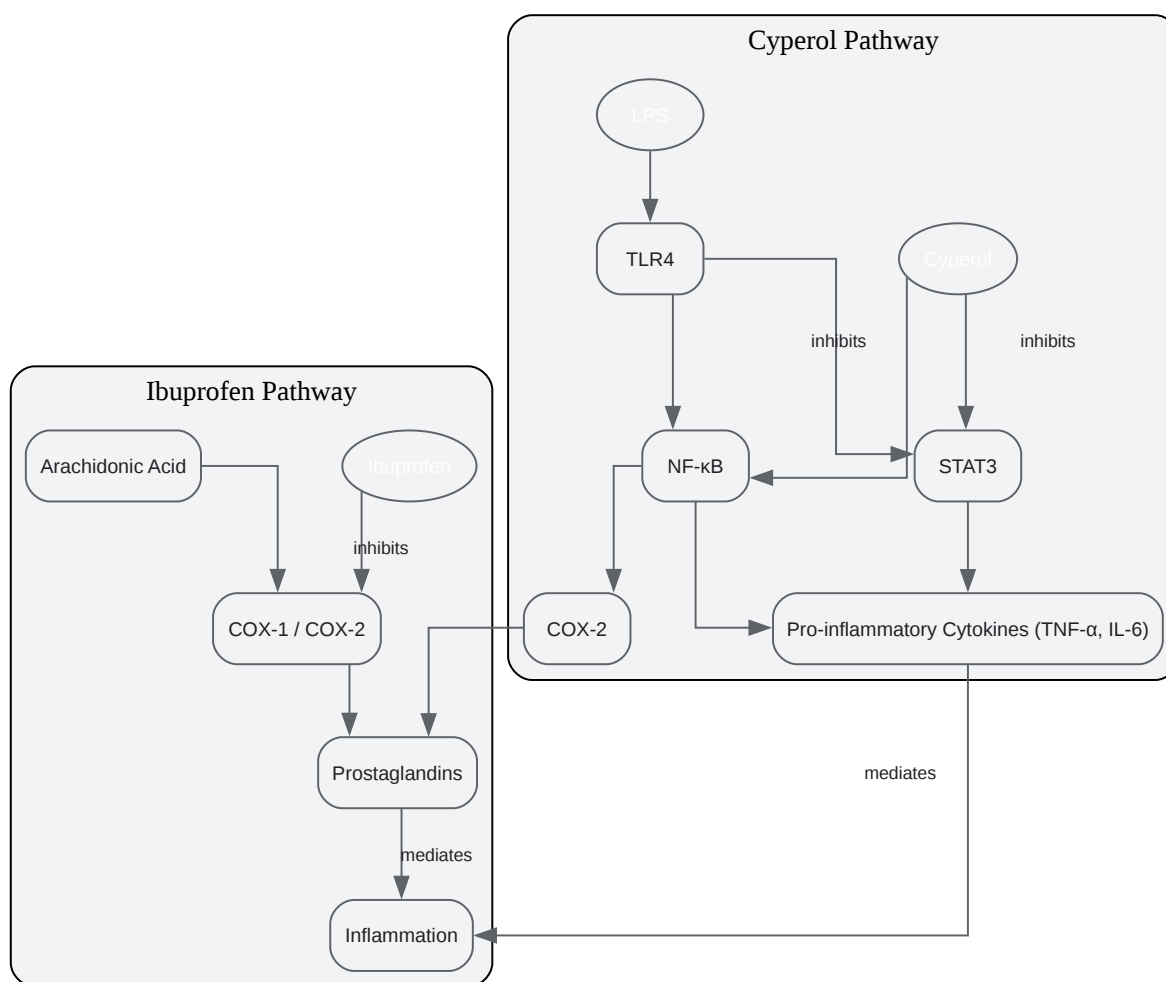 Cyperol Pathway
LPS
TLR4
Cyperol
inhibits
inhibits
Ibuprofen Pathway
Arachidonic Acid
Ibuprofen
NF-κB
STAT3
inhibits
COX-1 / COX-2
COX-2
Pro-inflammatory Cytokines (TNF-α, IL-6)
Prostaglandins
mediates
mediates
Inflammation